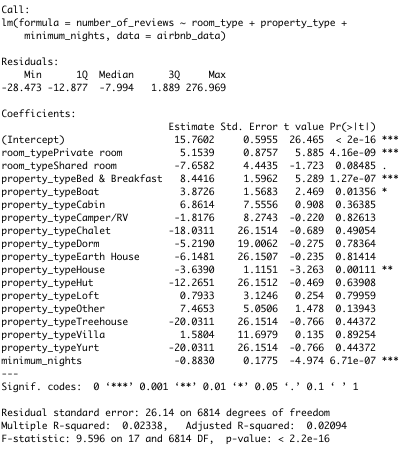 Call:
lm(formula = number_of_reviews ~ room_type + property_type +
    minimum_nights, data = airbnb_data)
Residuals:
    Min      1Q  Median      3Q     Max
-28.473 -12.877  -7.994   1.889 276.969
Coefficients:
Estimate Std. Error t value Pr(>|t|)
(Intercept) 15.7602 0.5955 26.465 < 2e-16 ***
room_typePrivate room 5.1539 0.8757 5.885 4.16e-09 ***
room_typeShared room -7.6582 4.4435 -1.723 0.08485 .
property_typeBed & Breakfast 8.4416 1.5962 5.289 1.27e-07 ***
property_typeBoat 3.8726 1.5683 2.469 0.01356 *
property_typeCabin 6.8614 7.5556 0.908 0.36385
property_typeCamper/RV -1.8176 8.2743 -0.220 0.82613
property_typeChalet -18.0311 26.1514 -0.689 0.49054
property_typeDorm -5.2190 19.0062 -0.275 0.78364
property_typeEarth House -6.1481 26.1507 -0.235 0.81414
property_typeHouse -3.6390 1.1151 -3.263 0.00111 **
property_typeHut -12.2651 26.1512 -0.469 0.63908
property_typeLoft 0.7933 3.1246 0.254 0.79959
property_typeOther 7.4653 5.0506 1.478 0.13943
property_typeTreehouse -20.0311 26.1514 -0.766 0.44372
property_typeVilla 1.5804 11.6979 0.135 0.89254
property_typeYurt -20.0311 26.1514 -0.766 0.44372
minimum_nights -0.8830 0.1775 -4.974 6.71e-07 ***
---
Signif. codes:  0 ‘***’ 0.001 ‘**’ 0.01 ‘*’ 0.05 ‘.’ 0.1 ‘ ’ 1
Residual standard error: 26.14 on 6814 degrees of freedom
Multiple R-squared:  0.02338,   Adjusted R-squared:  0.02094
F-statistic: 9.596 on 17 and 6814 DF,  p-value: < 2.2e-16